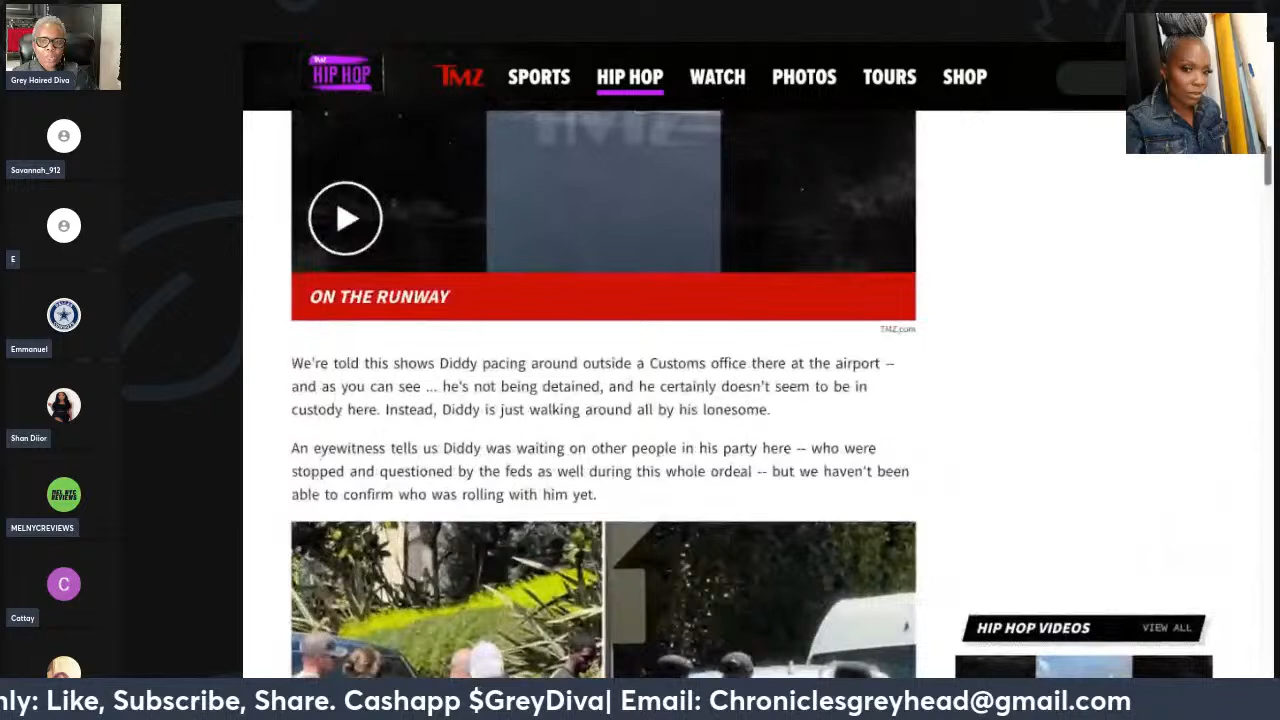 Grey Haired Diva
Savannah_912
E
Emmanuel
Shan Diior
MEL NYC
REVIEWS
MELNYCREVIEWS
C
Cattay
TMZ
HIP HOP
TMZ SPORTS HIP HOP WATCH PHOTOS TOURS SHOP
TMZ
ON THE RUNWAY
TMZ.com
We're told this shows Diddy pacing around outside a Customs office there at the airport --
and as you can see ... he's not being detained, and he certainly doesn't seem to be in
custody here. Instead, Diddy is just walking around all by his lonesome.
An eyewitness tells us Diddy was waiting on other people in his party here -- who were
stopped and questioned by the feds as well during this whole ordeal -- but we haven't been
able to confirm who was rolling with him yet.
HIP HOP VIDEOS VIEW ALL
nly: Like, Subscribe, Share. Cashapp $GreyDiva| Email: Chroniclesgreyhead@gmail.com